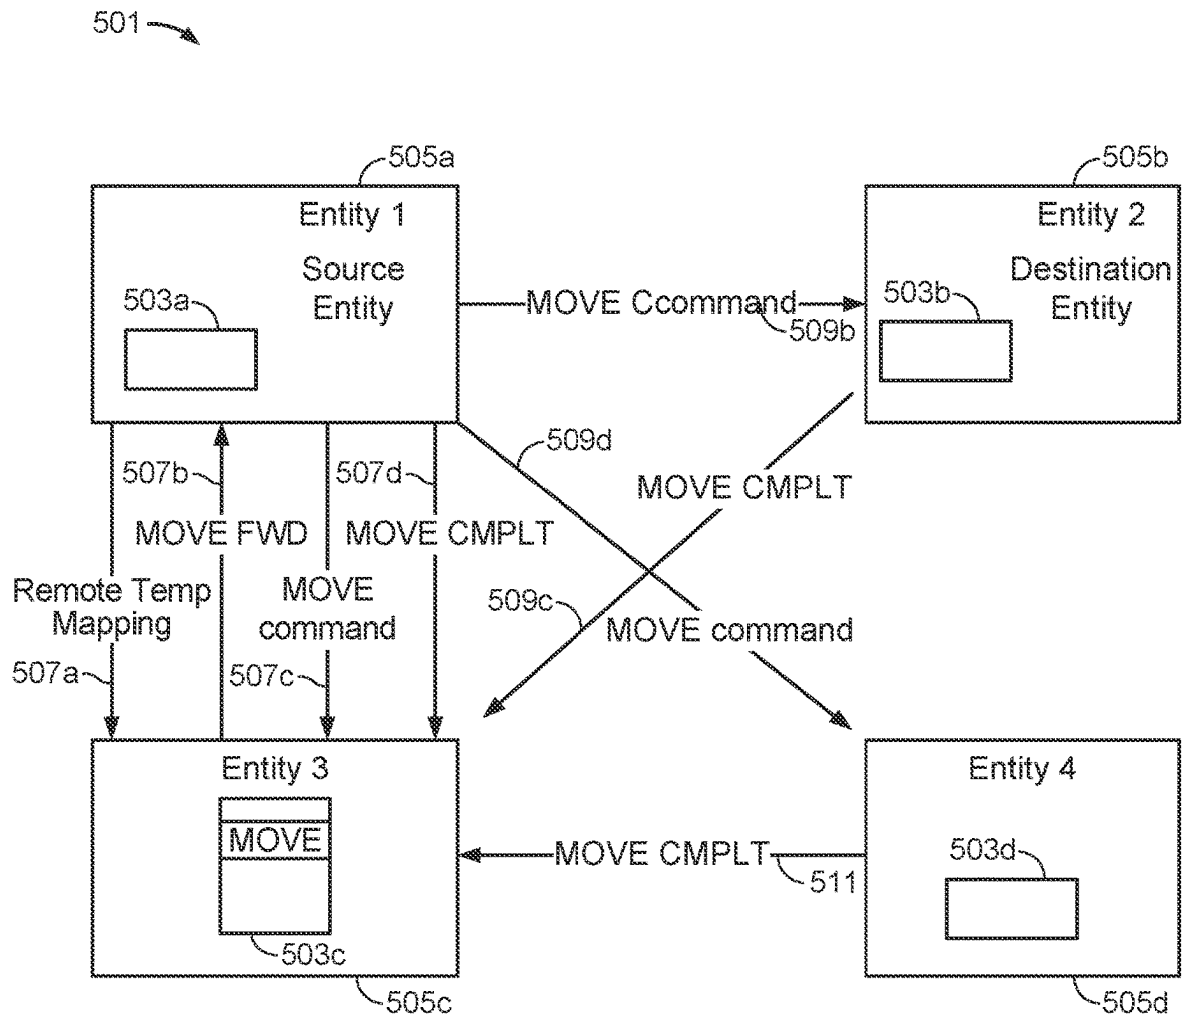 501
505a
505b
Entity 1
Entity 2
Source
Entity
Destination
Entity
503a
503b
MOVE Ccommand
509b
507b
507d
509d
MOVE CMPLT
MOVE FWD
MOVE CMPLT
Remote Temp
Mapping
MOVE
command
509c
MOVE command
507a
507c
Entity 3
Entity 4
MOVE
MOVE CMPLT
511
503d
503c
505c
505d